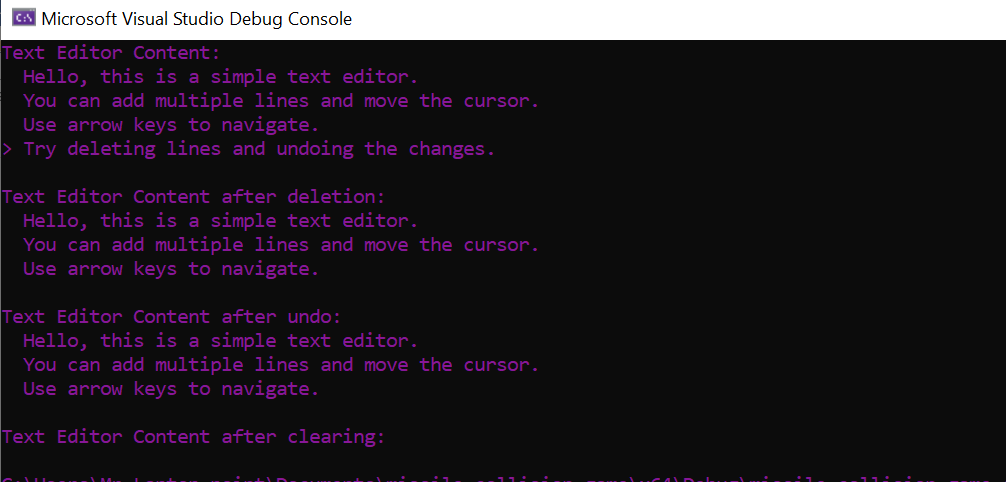 Microsoft Visual Studio Debug Console
Text Editor Content:
Hello, this is a simple text editor.
You can add multiple lines and move the cursor.
Use arrow keys to navigate.
> Try deleting lines and undoing the changes.
Text Editor Content after deletion:
Hello, this is a simple text editor.
You can add multiple lines and move the cursor.
Use arrow keys to navigate.
Text Editor Content after undo:
Hello, this is a simple text editor.
You can add multiple lines and move the cursor.
Use arrow keys to navigate.
Text Editor Content after clearing: